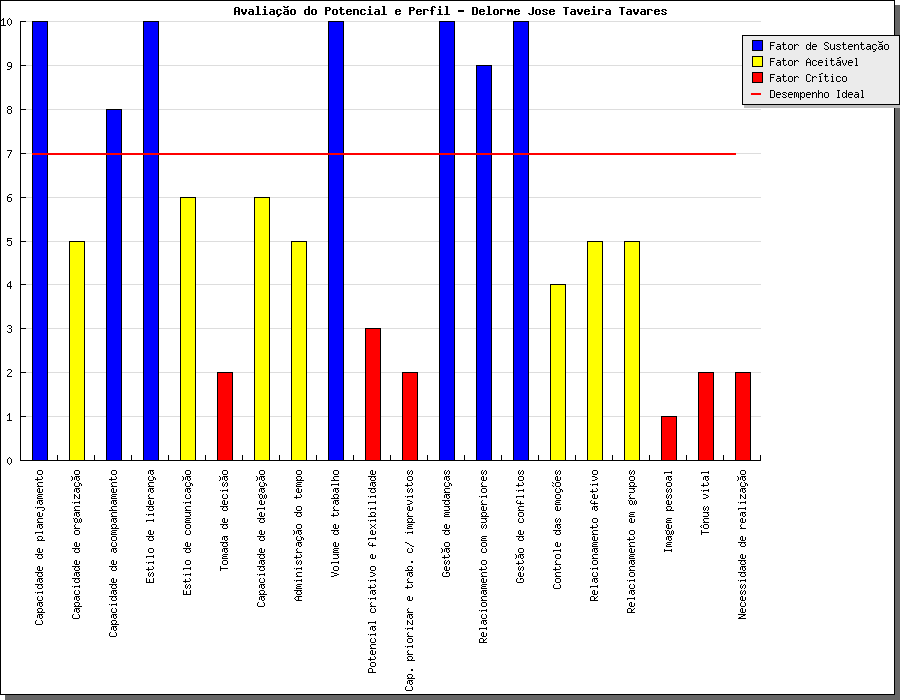 Avaliação do Potencial e Perfil - Delorme Jose Taveira Tavares
Fator de Sustentação
Fator Aceitável
Fator Crítico
Desempenho Ideal
10
9
8
7
6
5
4
3
2
1
0
Capacidade de planejamento
Capacidade de organização
Capacidade de acompanhamento
Estilo de liderança
Estilo de comunicação
Tomada de decisão
Capacidade de delegação
Administração do tempo
Volume de trabalho
Potencial criativo e flexibilidade
Cap. priorizar e trab. c/ imprevistos
Gestão de mudanças
Relacionamento com superiores
Gestão de conflitos
Controle das emoções
Relacionamento afetivo
Relacionamento em grupos
Imagem pessoal
Tônus vital
Necessidade de realização